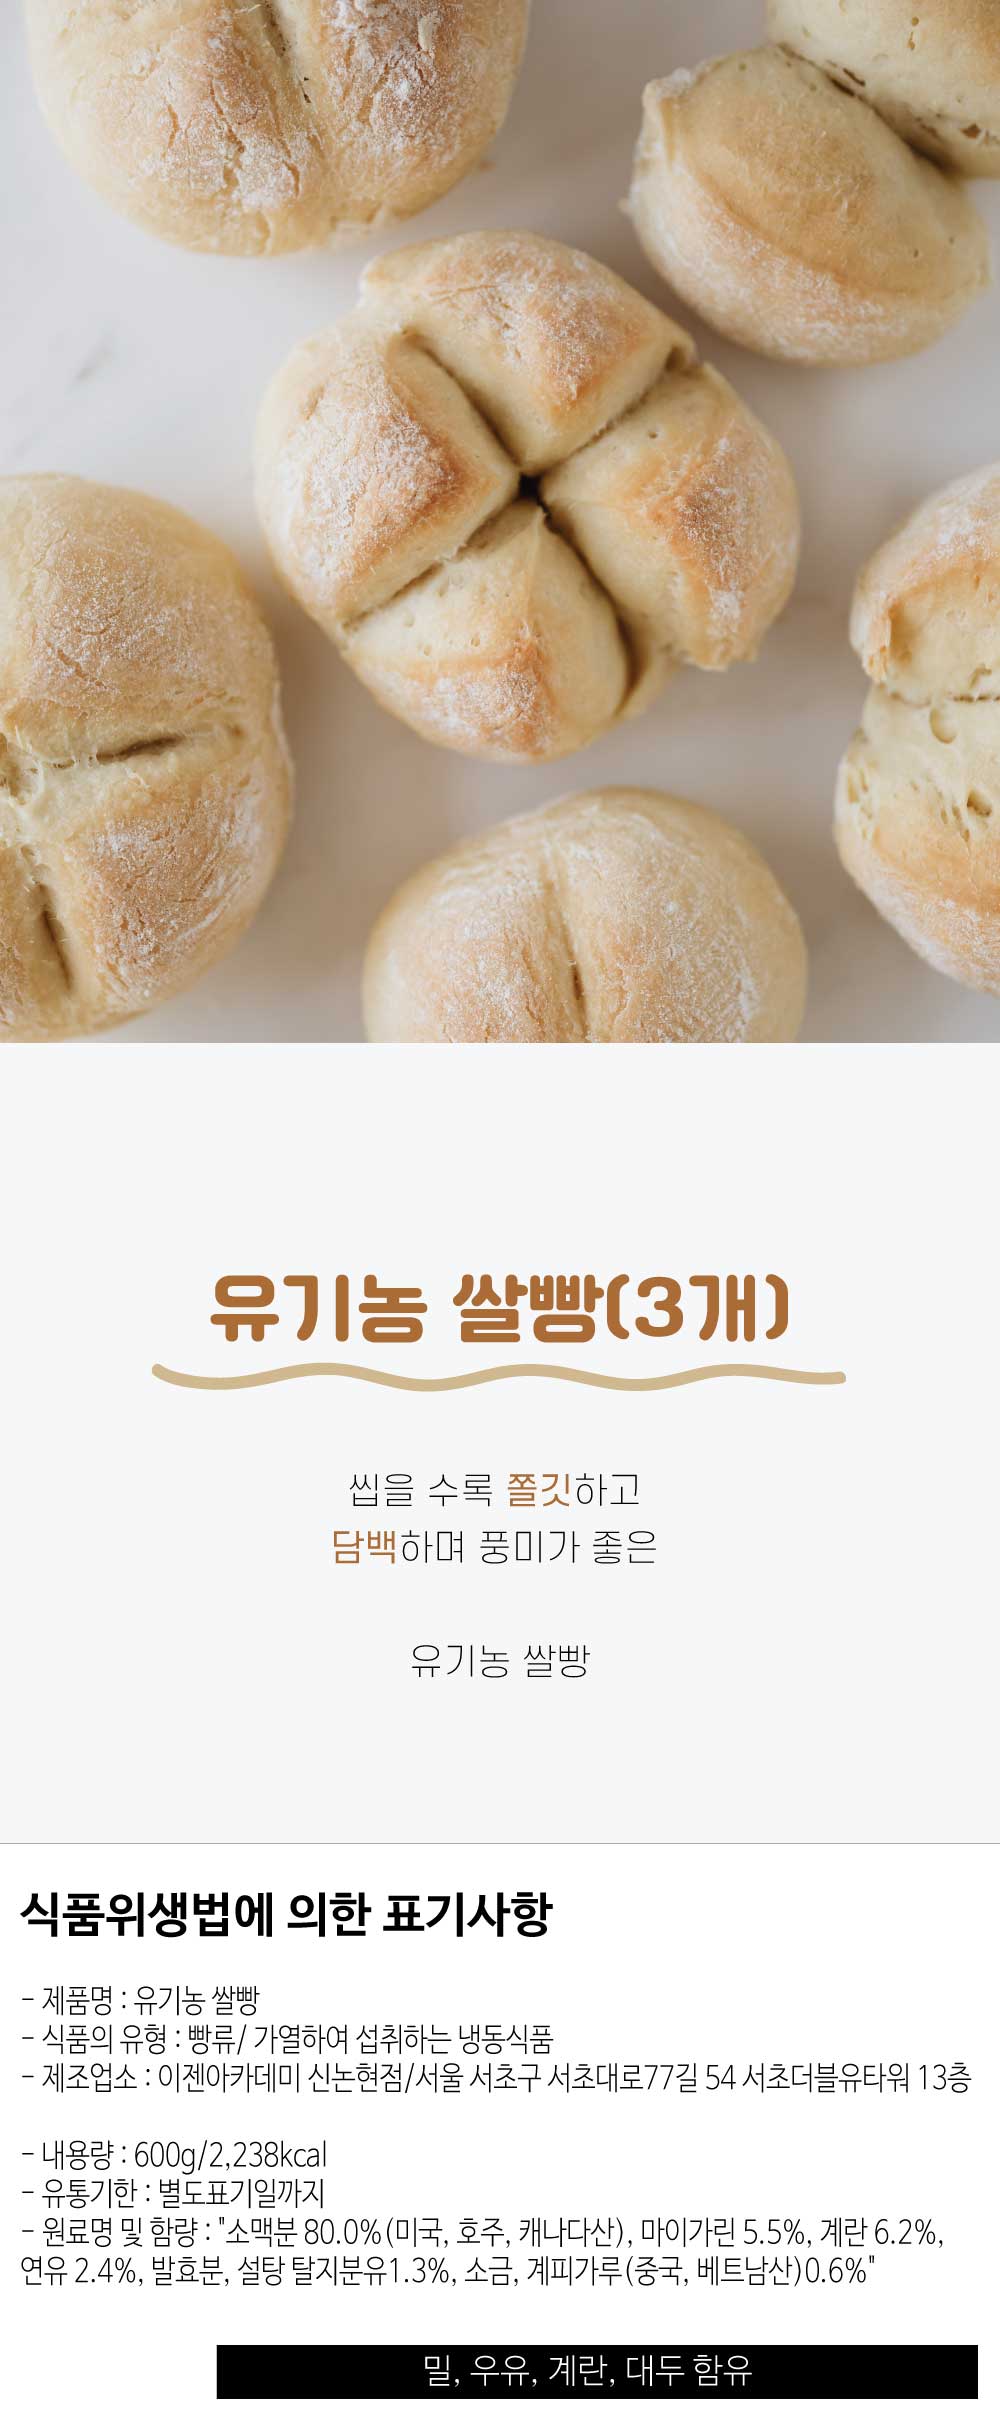 유기농 쌀빵(3개)
씹을 수록 쫄깃하고
담백하며 풍미가 좋은
유기농 쌀빵
식품위생법에 의한 표기사항
- 제품명 : 유기농 쌀빵
- 식품의 유형 : 빵류/ 가열하여 섭취하는 냉동식품
- 제조업소 : 이젠아카데미 신논현점/서울 서초구 서초대로77길 54 서초더블유타워 13층
- 내용량 : 600g/2,238kcal
- 유통기한 : 별도표기일까지
- 원료명 및 함량 : "소맥분 80.0%(미국, 호주, 캐나다산), 마이가린 5.5%, 계란 6.2%,
연유 2.4%, 발효분, 설탕 탈지분유1.3%, 소금, 계피가루(중국, 베트남산)0.6%"
밀, 우유, 계란, 대두 함유